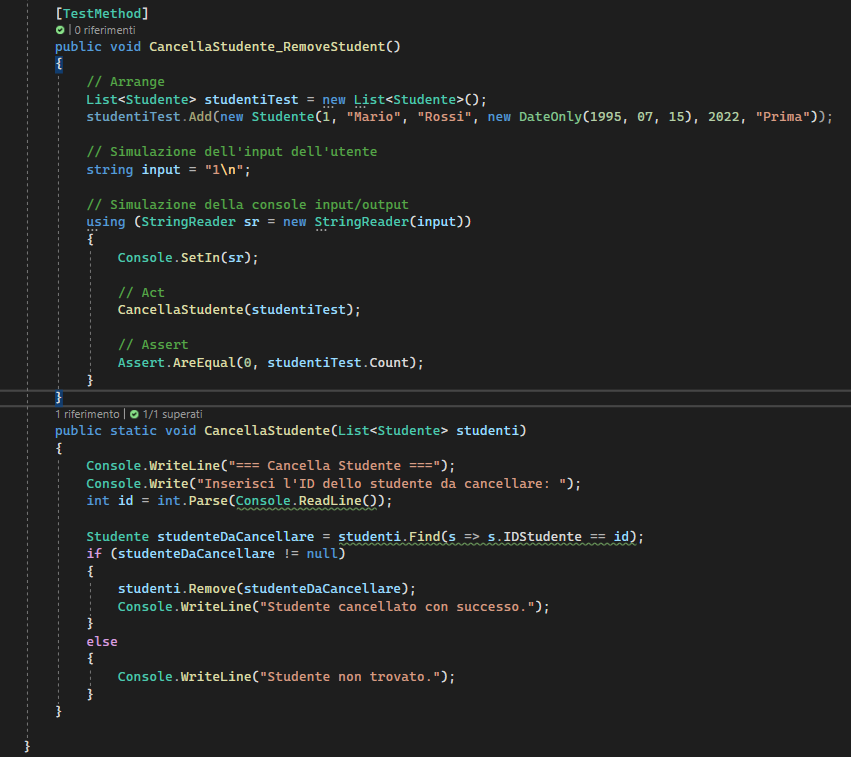 [TestMethod]
| 0 riferimenti
public void CancellaStudente_RemoveStudent()
{
// Arrange
List<Studente> studentiTest = new List<Studente>();
studentiTest.Add(new Studente(1, "Mario", "Rossi", new DateOnly(1995, 07, 15), 2022, "Prima"));
// Simulazione dell'input dell'utente
string input = "1\n";
// Simulazione della console input/output
using (StringReader sr = new StringReader(input))
{
Console.SetIn(sr);
// Act
CancellaStudente(studentiTest);
// Assert
Assert.AreEqual(0, studentiTest.Count);
}
}
1 riferimento | 1/1 superati
public static void CancellaStudente(List<Studente> studenti)
{
Console.WriteLine("=== Cancella Studente ===");
Console.Write("Inserisci l'ID dello studente da cancellare: ");
int id = int.Parse(Console.ReadLine());
Studente studenteDaCancellare = studenti.Find(s => s.IDStudente == id);
if (studenteDaCancellare != null)
{
studenti.Remove(studenteDaCancellare);
Console.WriteLine("Studente cancellato con successo.");
}
else
{
Console.WriteLine("Studente non trovato.");
}
}
}